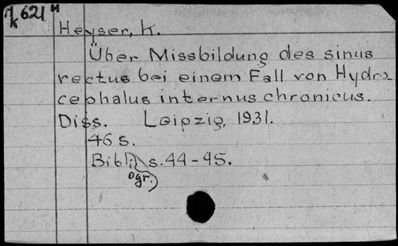 A/k 621 H
Heyser, K.
Über Missbildung des sinus
rectus bei einem Fall von Hydro
cephalus internus chronicus.
Diss. Leipzig, 1931.
46 s.
Bibl. s. 44-45.
ogr.